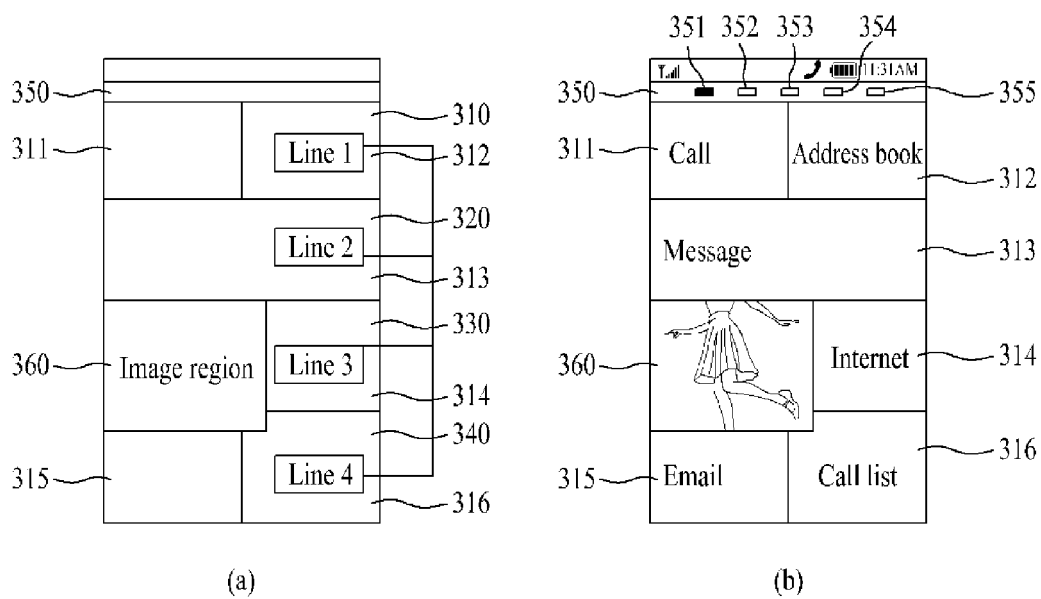 351 352 353 354
11:31AM
350 310 350 355
311 Line 1 312 311 Call Address book
312
320
Line 2 313 Message 313
330
360 Image region Line 3 314 360 Internet 314
340
315 Line 4 316 315 Email Call list 316
(a) (b)